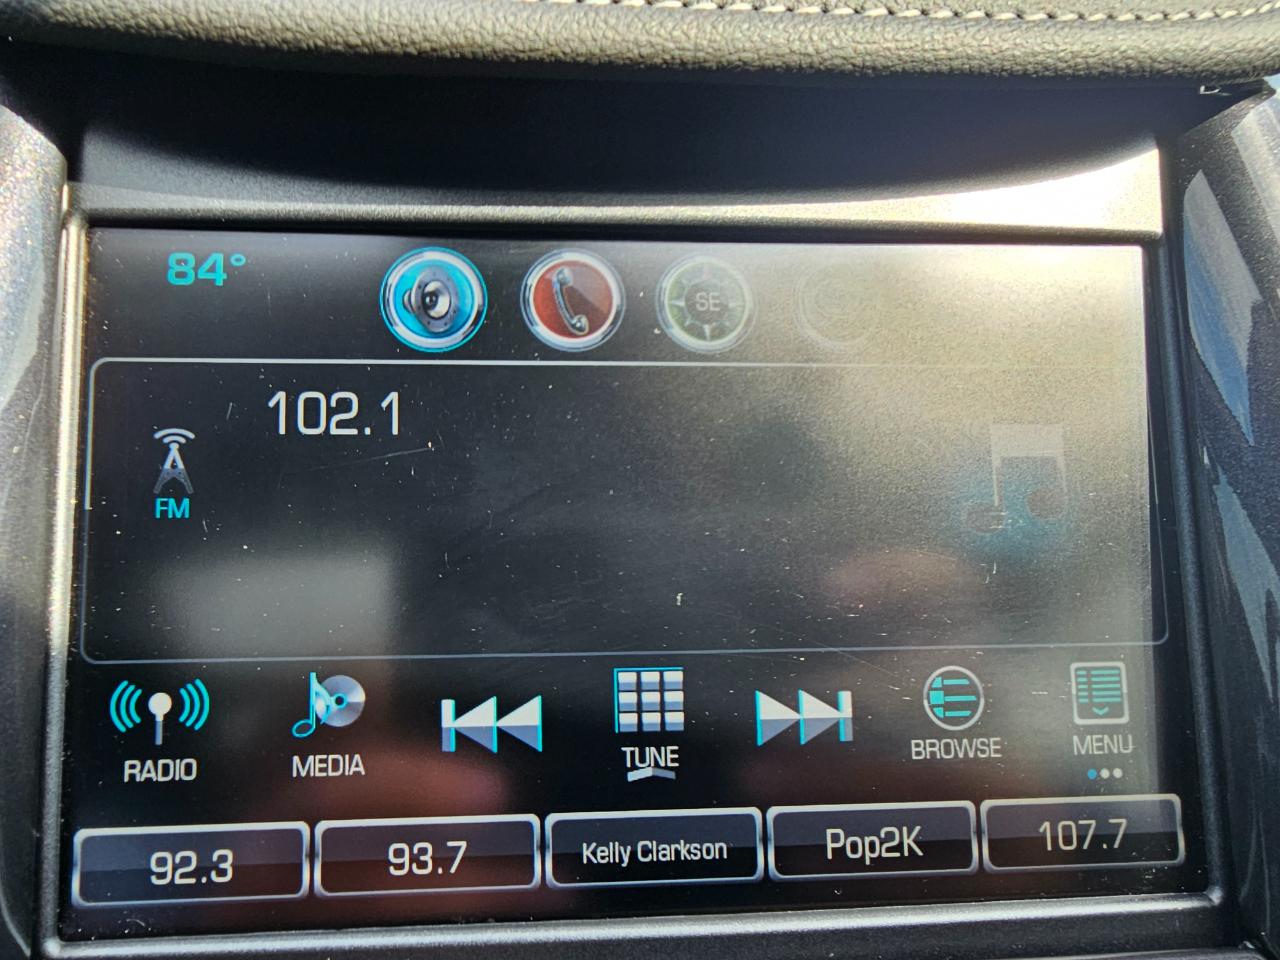 84°
SE
102.1
FM
RADIO
MEDIA
TUNE
BROWSE
MENU
92.3
93.7
Kelly Clarkson
Pop2K
107.7